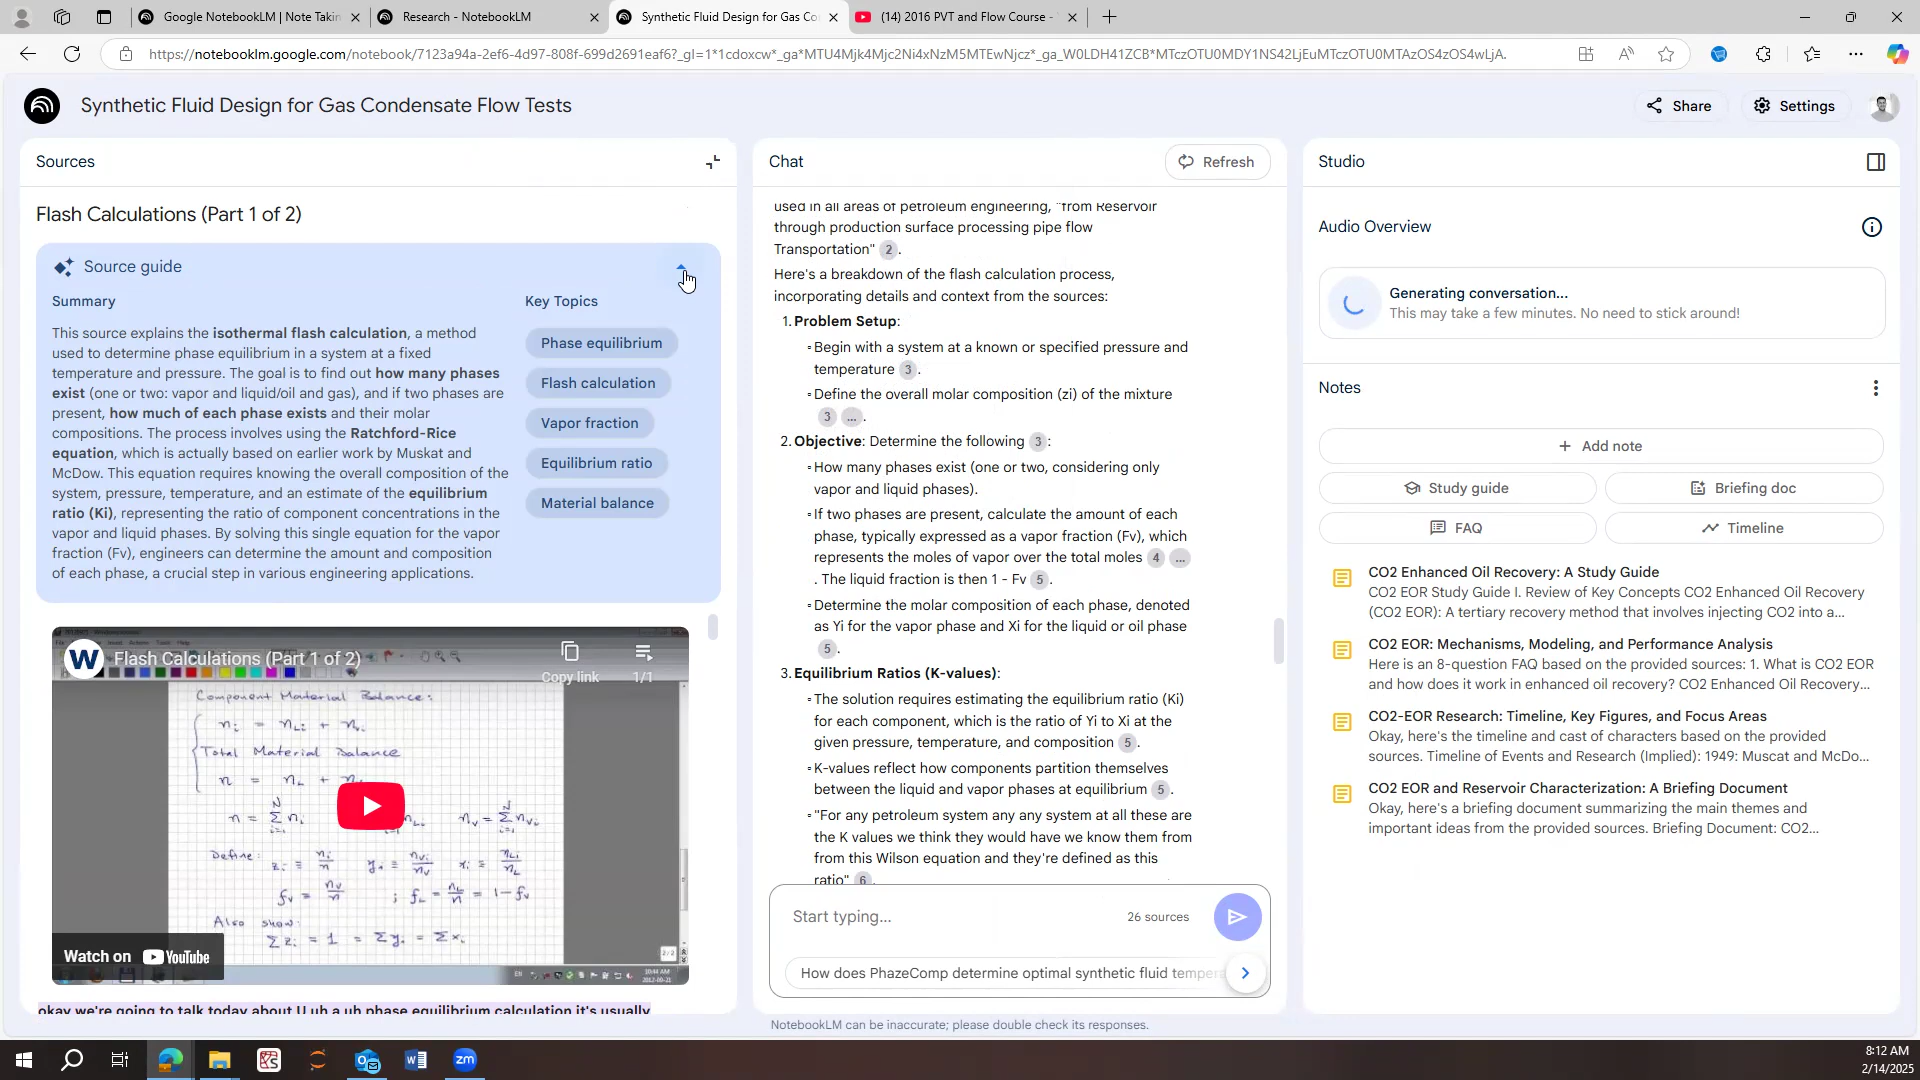 Google NotebookLM | Note Takin
Research - NotebookLM
Synthetic Fluid Design for Gas Co
(14) 2016 PVT and Flow Course -
https://notebooklm.google.com/notebook/7123a94a-2ef6-4d97-808f-699d2691eaf6?_gl=1*1cdoxcw*_ga*MTU4Mjk4Mjc2Ni4xNzM5MTEwNjcz*_ga_W0LDH41ZCB*MTczOTU0MDY1NS42LjEuMTczOTU0MTAzOS4zOS4wLjA.
Synthetic Fluid Design for Gas Condensate Flow Tests
Share
Settings
Sources
Flash Calculations (Part 1 of 2)
Source guide
Summary
This source explains the isothermal flash calculation, a method
used to determine phase equilibrium in a system at a fixed
temperature and pressure. The goal is to find out how many phases
exist (one or two: vapor and liquid/oil and gas), and if two phases are
present, how much of each phase exists and their molar
compositions. The process involves using the Ratchford-Rice
equation, which is actually based on earlier work by Muskat and
McDow. This equation requires knowing the overall composition of the
system, pressure, temperature, and an estimate of the equilibrium
ratio (Ki), representing the ratio of component concentrations in the
vapor and liquid phases. By solving this single equation for the vapor
fraction (Fv), engineers can determine the amount and composition
of each phase, a crucial step in various engineering applications.
Key Topics
Phase equilibrium
Flash calculation
Vapor fraction
Equilibrium ratio
Material balance
W
Flash Calculations (Part 1 of 2)
Copy link
1/1
Component Material Balance:
nᵢ = nLᵢ + nᵥᵢ
Total Material Balance
n = nL + nᵥ
Define:
Also show:
Σzᵢ = 1 = Σyᵢ = Σxᵢ
2/2
EN
10:44 AM
2012-09-21
Watch on YouTube
okay we're going to talk today about U uh a uh phase equilibrium calculation it's usually
Chat
Refresh
used in all areas of petroleum engineering, "from Reservoir
through production surface processing pipe flow
Transportation" 2.
Here's a breakdown of the flash calculation process,
incorporating details and context from the sources:
1. Problem Setup:
◦ Begin with a system at a known or specified pressure and
temperature 3.
◦ Define the overall molar composition (zi) of the mixture
3 ....
2. Objective: Determine the following 3:
◦ How many phases exist (one or two, considering only
vapor and liquid phases).
◦ If two phases are present, calculate the amount of each
phase, typically expressed as a vapor fraction (Fv), which
represents the moles of vapor over the total moles 4 ...
. The liquid fraction is then 1 - Fv 5.
◦ Determine the molar composition of each phase, denoted
as Yi for the vapor phase and Xi for the liquid or oil phase
5.
3. Equilibrium Ratios (K-values):
◦ The solution requires estimating the equilibrium ratio (Ki)
for each component, which is the ratio of Yi to Xi at the
given pressure, temperature, and composition 5.
◦ K-values reflect how components partition themselves
between the liquid and vapor phases at equilibrium 5.
◦ "For any petroleum system any any system at all these are
the K values we think they would have we know them from
from this Wilson equation and they're defined as this
ratio" 6.
Start typing...
26 sources
How does PhazeComp determine optimal synthetic fluid tempera
NotebookLM can be inaccurate; please double check its responses.
Studio
Audio Overview
Generating conversation...
This may take a few minutes. No need to stick around!
Notes
Add note
Study guide
Briefing doc
FAQ
Timeline
CO2 Enhanced Oil Recovery: A Study Guide
CO2 EOR Study Guide I. Review of Key Concepts CO2 Enhanced Oil Recovery
(CO2 EOR): A tertiary recovery method that involves injecting CO2 into a...
CO2 EOR: Mechanisms, Modeling, and Performance Analysis
Here is an 8-question FAQ based on the provided sources: 1. What is CO2 EOR
and how does it work in enhanced oil recovery? CO2 Enhanced Oil Recovery...
CO2-EOR Research: Timeline, Key Figures, and Focus Areas
Okay, here's the timeline and cast of characters based on the provided
sources. Timeline of Events and Research (Implied): 1949: Muscat and McDo...
CO2 EOR and Reservoir Characterization: A Briefing Document
Okay, here's a briefing document summarizing the main themes and
important ideas from the provided sources. Briefing Document: CO2...
zm
8:12 AM
2/14/2025